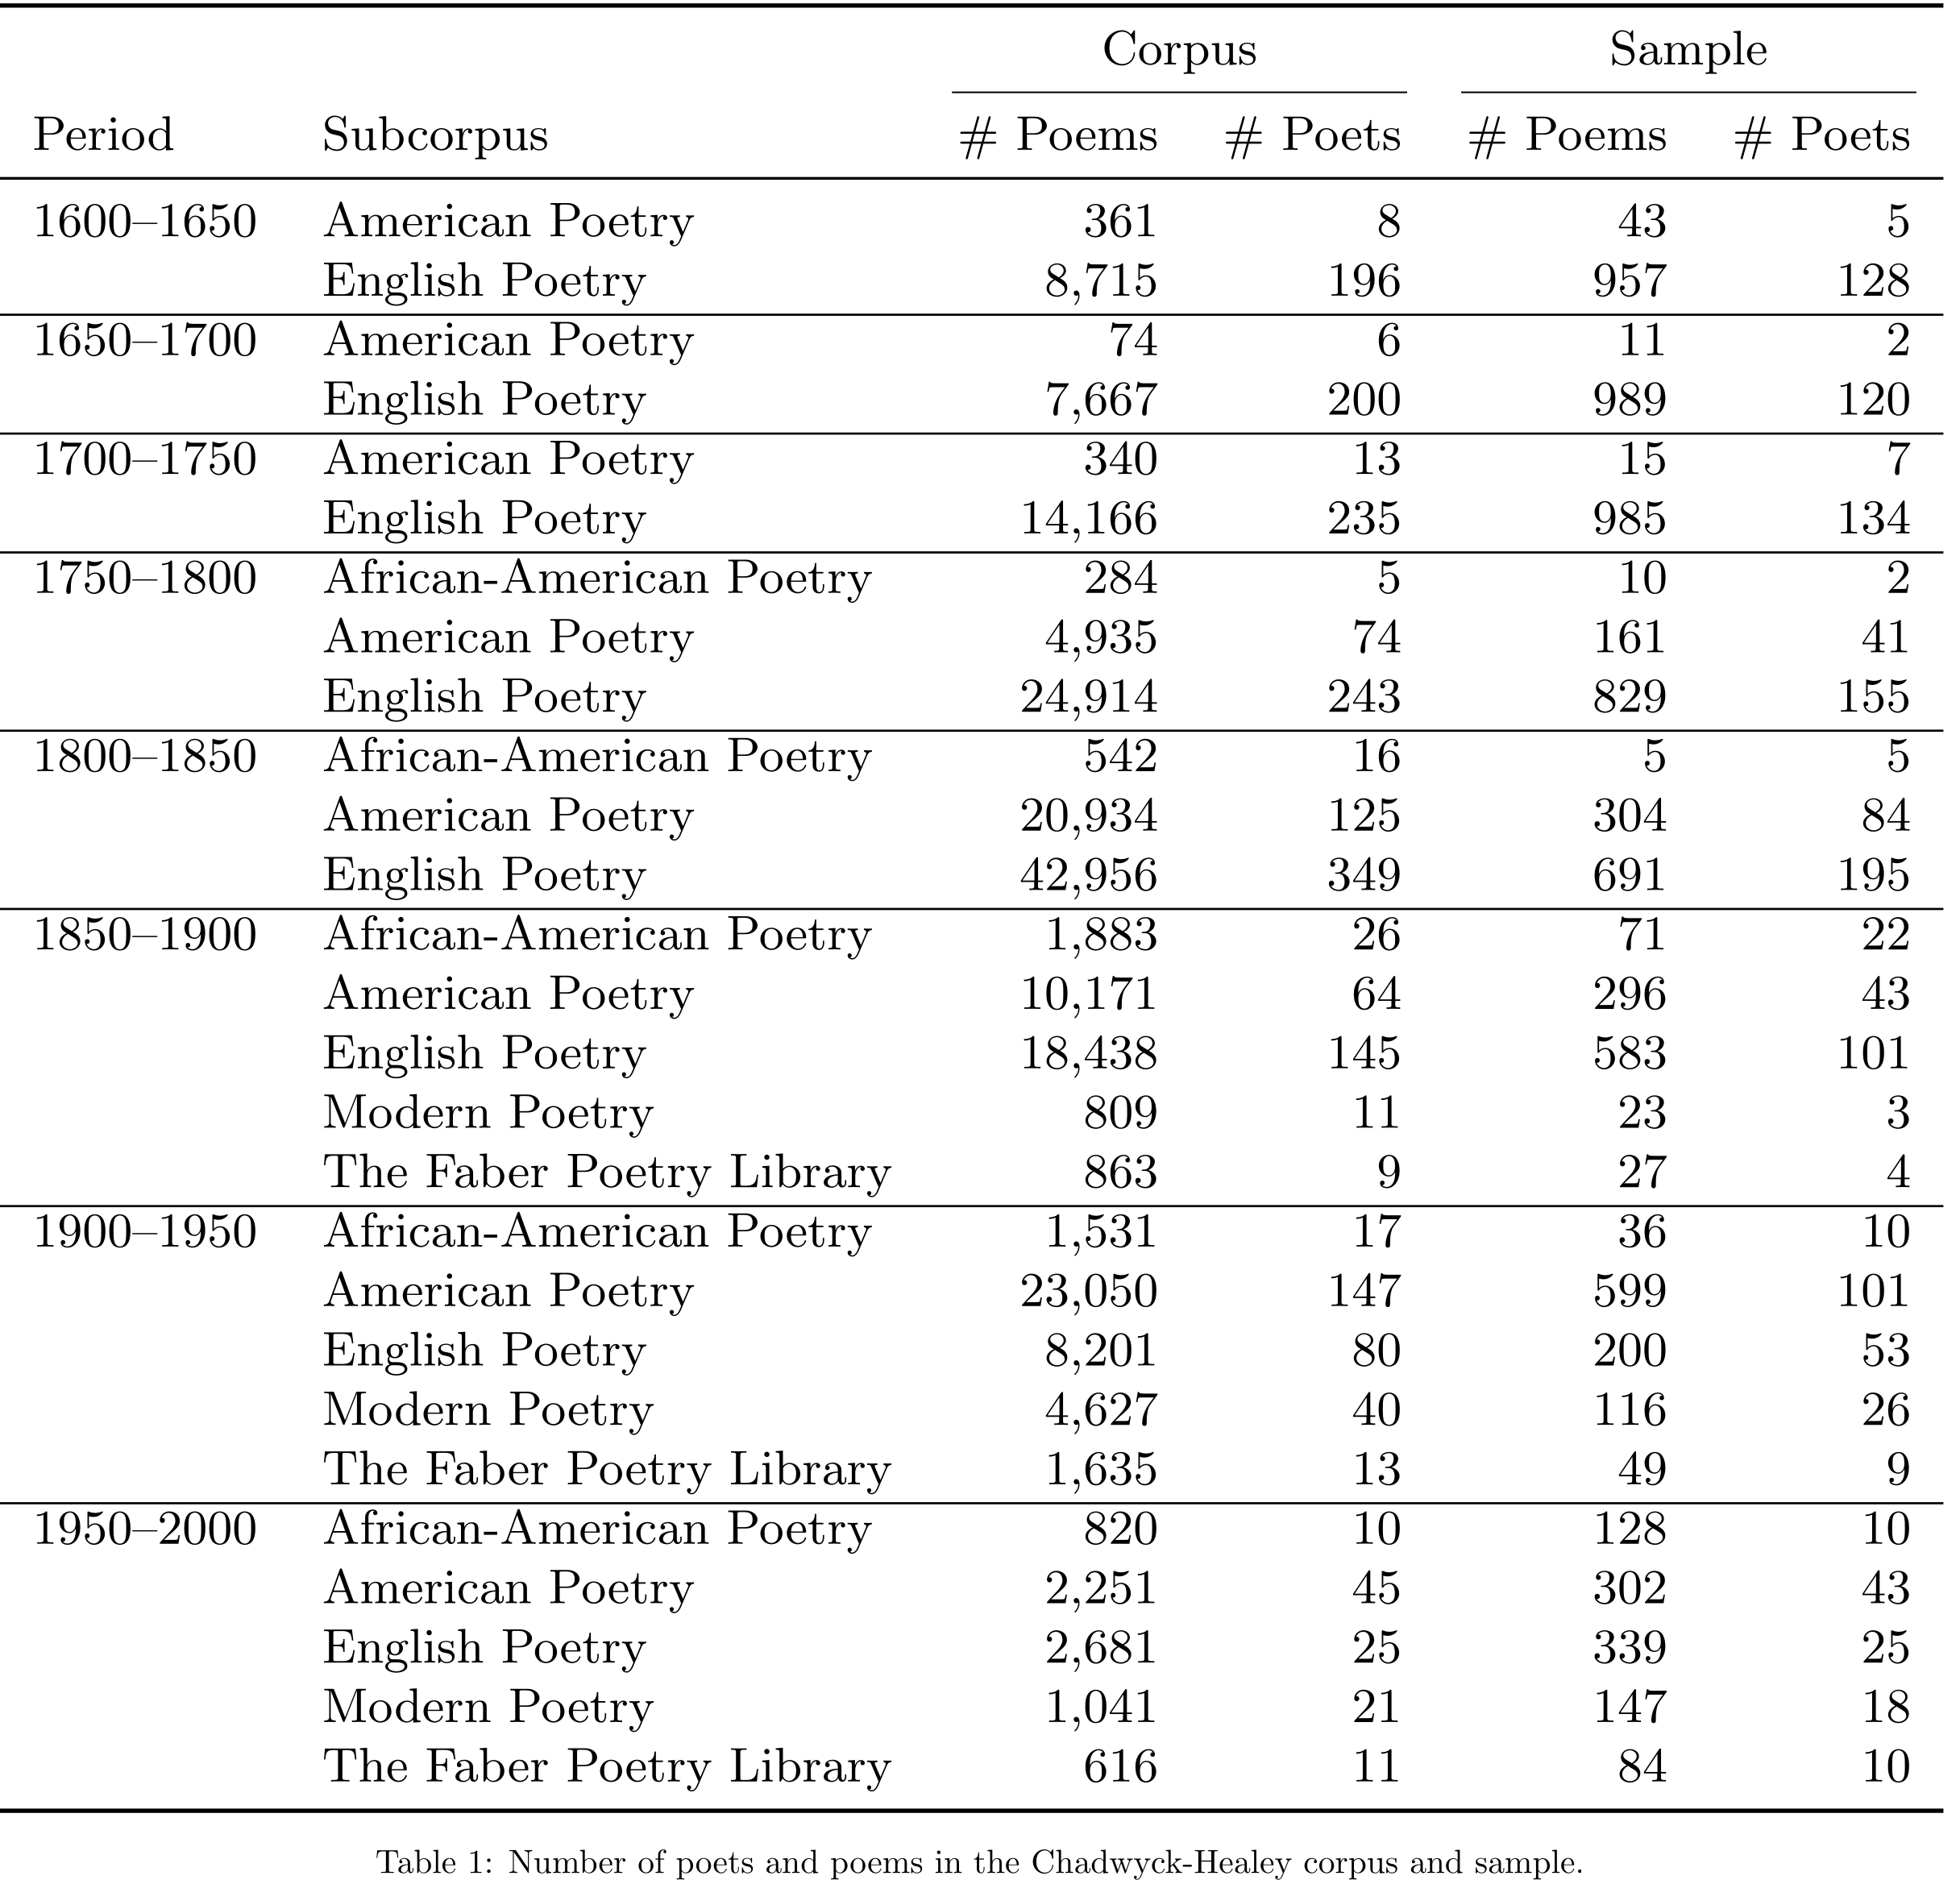 Corpus Sample
Period Subcorpus # Poems # Poets # Poems # Poets
1600–1650 American Poetry 361 8 43 5
English Poetry 8,715 196 957 128
1650–1700 American Poetry 74 6 11 2
English Poetry 7,667 200 989 120
1700–1750 American Poetry 340 13 15 7
English Poetry 14,166 235 985 134
1750–1800 African-American Poetry 284 5 10 2
American Poetry 4,935 74 161 41
English Poetry 24,914 243 829 155
1800–1850 African-American Poetry 542 16 5 5
American Poetry 20,934 125 304 84
English Poetry 42,956 349 691 195
1850–1900 African-American Poetry 1,883 26 71 22
American Poetry 10,171 64 296 43
English Poetry 18,438 145 583 101
Modern Poetry 809 11 23 3
The Faber Poetry Library 863 9 27 4
1900–1950 African-American Poetry 1,531 17 36 10
American Poetry 23,050 147 599 101
English Poetry 8,201 80 200 53
Modern Poetry 4,627 40 116 26
The Faber Poetry Library 1,635 13 49 9
1950–2000 African-American Poetry 820 10 128 10
American Poetry 2,251 45 302 43
English Poetry 2,681 25 339 25
Modern Poetry 1,041 21 147 18
The Faber Poetry Library 616 11 84 10
Table 1: Number of poets and poems in the Chadwyck-Healey corpus and sample.